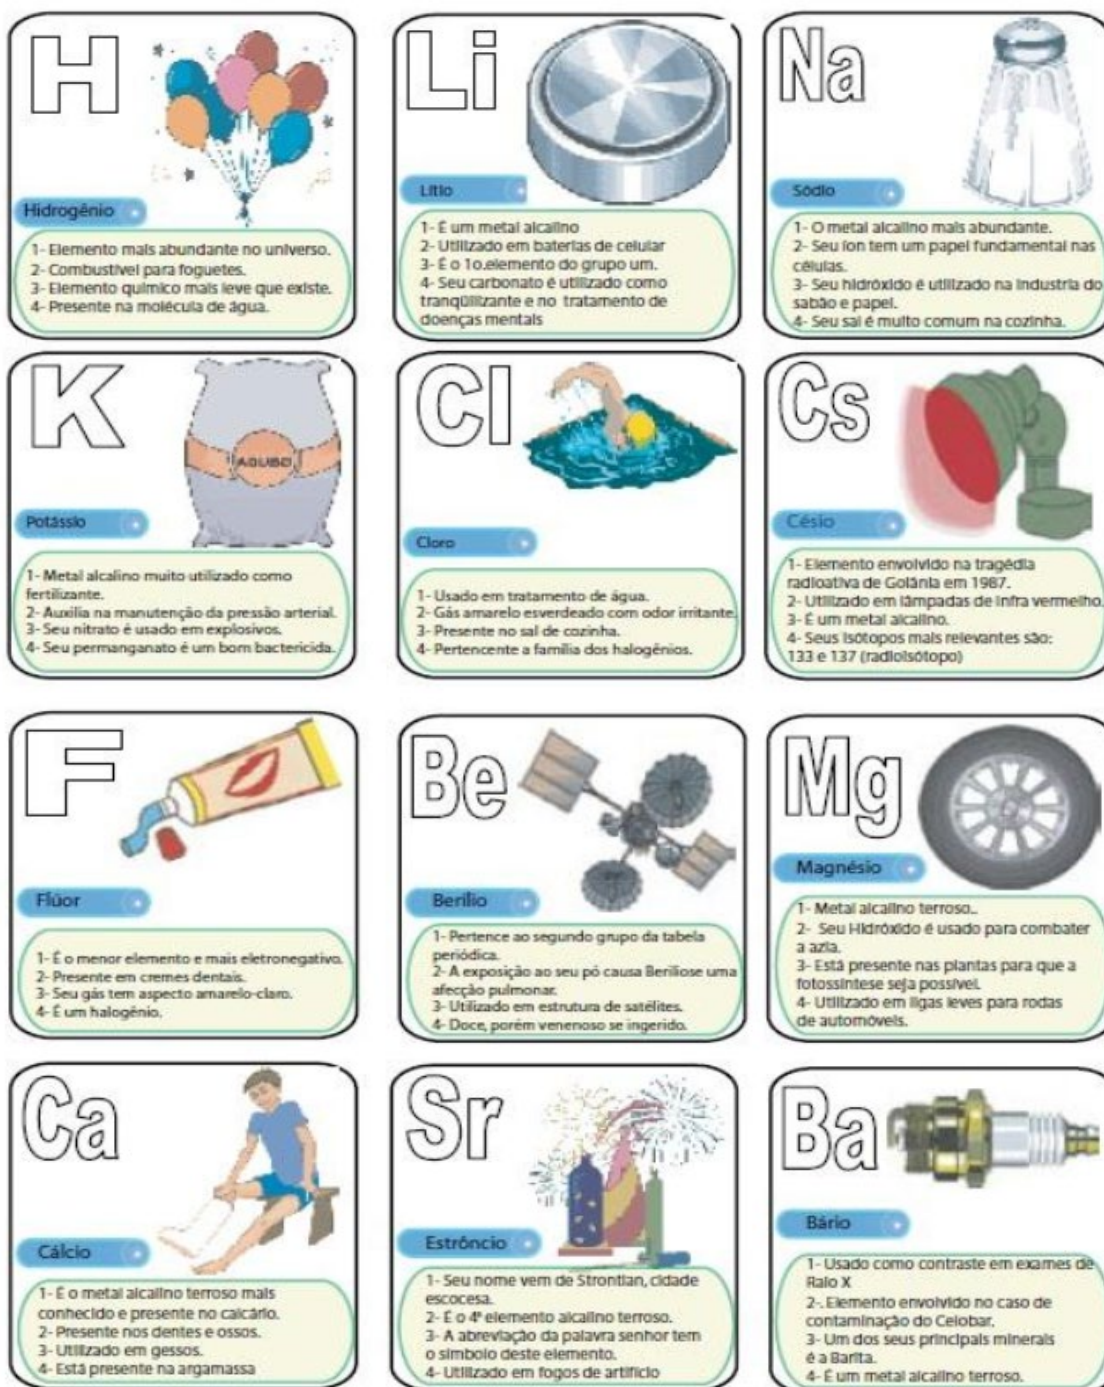 H
Hidrogênio
1- Elemento mais abundante no universo.
2- Combustível para foguetes.
3- Elemento químico mais leve que existe.
4- Presente na molécula de água.
Li
Lítio
1- É um metal alcalino
2- Utilizado em baterias de celular
3- É o 1o.elemento do grupo um.
4- Seu carbonato é utilizado como
tranqüilizante e no tratamento de
doenças mentais
Na
Sódio
1- O metal alcalino mais abundante.
2- Seu íon tem um papel fundamental nas
células.
3- Seu hidróxido é utilizado na industria do
sabão e papel.
4- Seu sal é muito comum na cozinha.
K
ADUBO
Potássio
1- Metal alcalino muito utilizado como
fertilizante.
2- Auxilia na manutenção da pressão arterial.
3- Seu nitrato é usado em explosivos.
4- Seu permanganato é um bom bactericida.
Cl
Cloro
1- Usado em tratamento de água.
2- Gás amarelo esverdeado com odor irritante.
3- Presente no sal de cozinha.
4- Pertencente a família dos halogênios.
Cs
Césio
1- Elemento envolvido na tragédia
radioativa de Goiânia em 1987.
2- Utilizado em lâmpadas de infra vermelho.
3- É um metal alcalino.
4- Seus isótopos mais relevantes são:
133 e 137 (radioisótopo)
F
Flúor
1- É o menor elemento e mais eletronegativo.
2- Presente em cremes dentais.
3- Seu gás tem aspecto amarelo-claro.
4- É um halogênio.
Be
Berílio
1- Pertence ao segundo grupo da tabela
periódica.
2- A exposição ao seu pó causa Beriliose uma
afecção pulmonar.
3- Utilizado em estrutura de satélites.
4- Doce, porém venenoso se ingerido.
Mg
Magnésio
1- Metal alcalino terroso..
2- Seu Hidróxido é usado para combater
a azia.
3- Está presente nas plantas para que a
fotossíntese seja possível.
4- Utilizado em ligas leves para rodas
de automóveis.
Ca
Cálcio
1- É o metal alcalino terroso mais
conhecido e presente no calcário.
2- Presente nos dentes e ossos.
3- Utilizado em gessos.
4- Está presente na argamassa
Sr
Estrôncio
1- Seu nome vem de Strontian, cidade
escocesa.
2- É o 4º elemento alcalino terroso.
3- A abreviação da palavra senhor tem
o símbolo deste elemento.
4- Utilizado em fogos de artifício
Ba
Bário
1- Usado como contraste em exames de
Raio X
2-. Elemento envolvido no caso de
contaminação do Celobar.
3- Um dos seus principais minerais
é a Barita.
4- É um metal alcalino terroso.